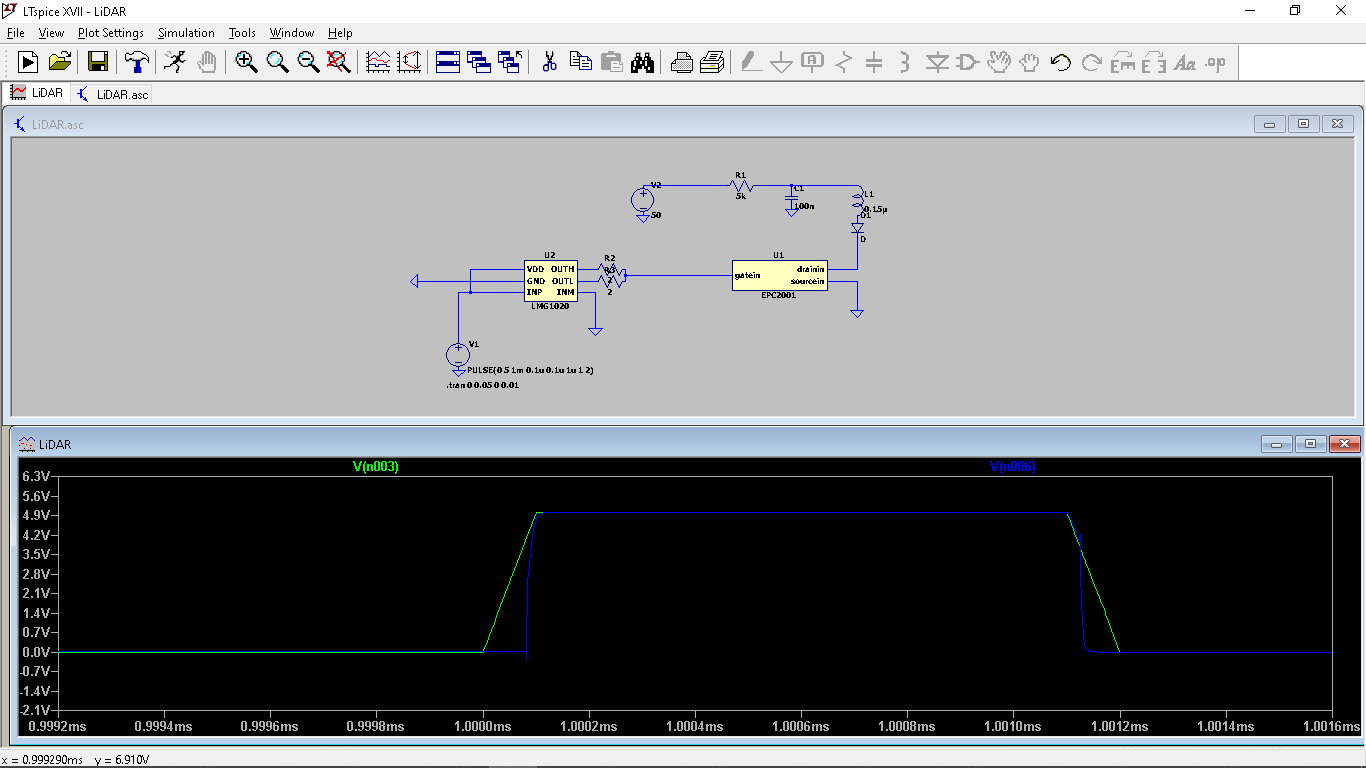 LTspice XVII - LiDAR
File View Plot Settings Simulation Tools Window Help
LiDAR LiDAR.asc
LiDAR.asc
V2
50
R1
5k
C1
100n
L1
0.15µ
D1
D
U2
VDD OUTH
GND OUTL
INP INM
LMG1020
R2
R3
2
U1
gatein drainin
sourcein
EPC2001
V1
PULSE(0 5 1m 0.1u 0.1u 1u 1 2)
.tran 0 0.05 0 0.01
LiDAR
V(n003) V(n006)
6.3V
5.6V
4.9V
4.2V
3.5V
2.8V
2.1V
1.4V
0.7V
0.0V
-0.7V
-1.4V
-2.1V
0.9992ms 0.9994ms 0.9996ms 0.9998ms 1.0000ms 1.0002ms 1.0004ms 1.0006ms 1.0008ms 1.0010ms 1.0012ms 1.0014ms 1.0016ms
x = 0.999290ms y = 6.910V